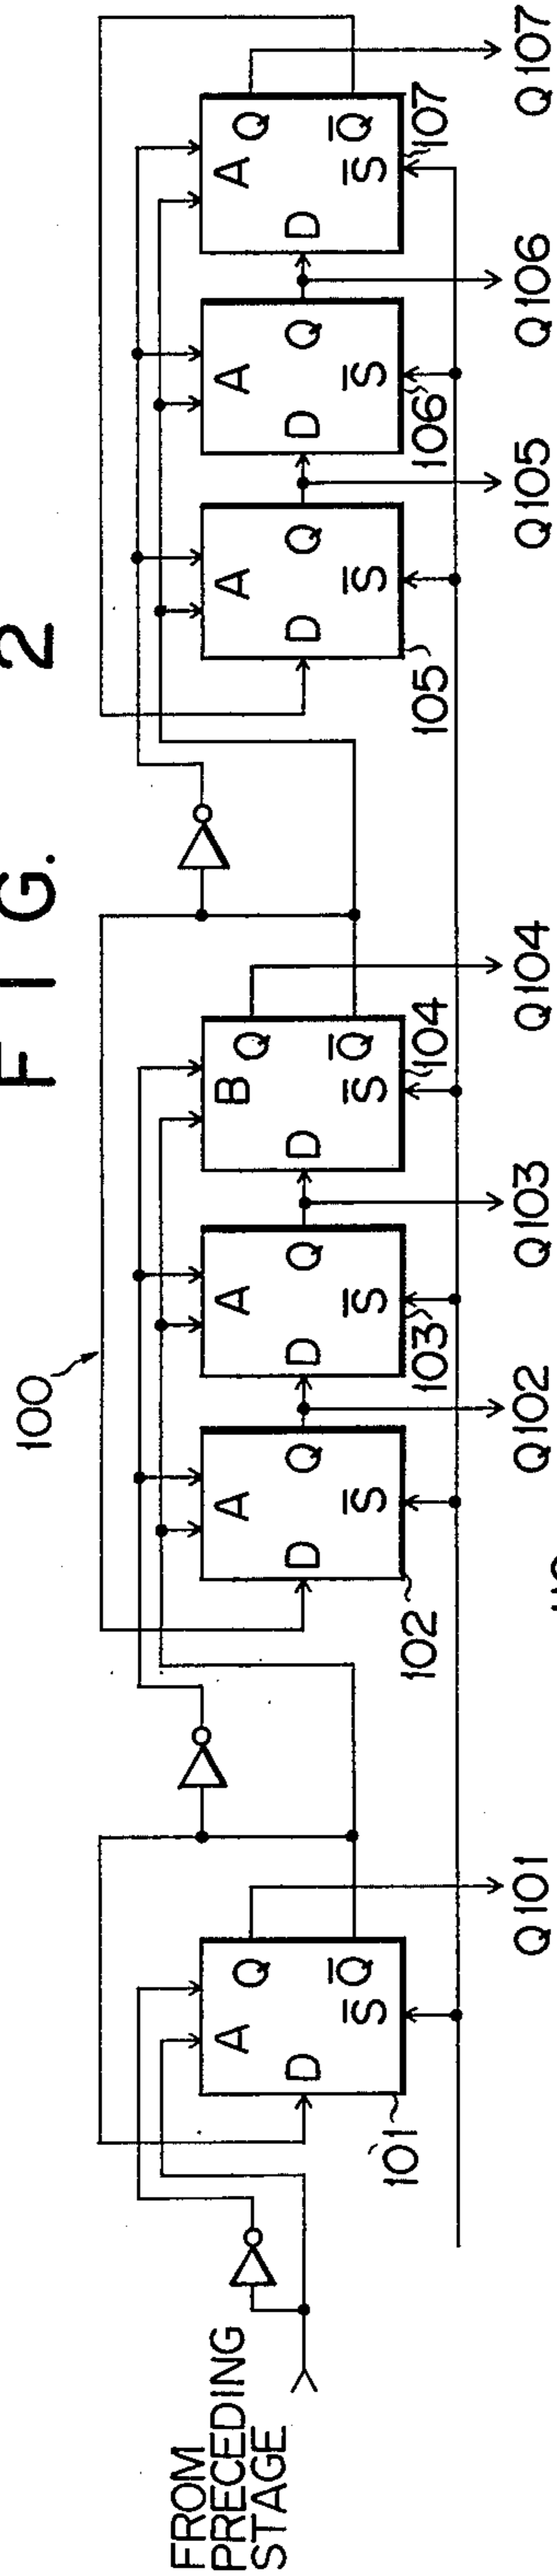 FIG. 2
100
FROM
PRECEDING
STAGE
A Q
D S̅ Q̅
101
A
D Q
S̅
102
A
D Q
S̅
103
B Q
D S̅ Q̅
104
A
D Q
S̅
105
A
D Q
S̅
106
A Q
D S̅ Q̅
107
Q101
Q102
Q103
Q104
Q105
Q106
Q107